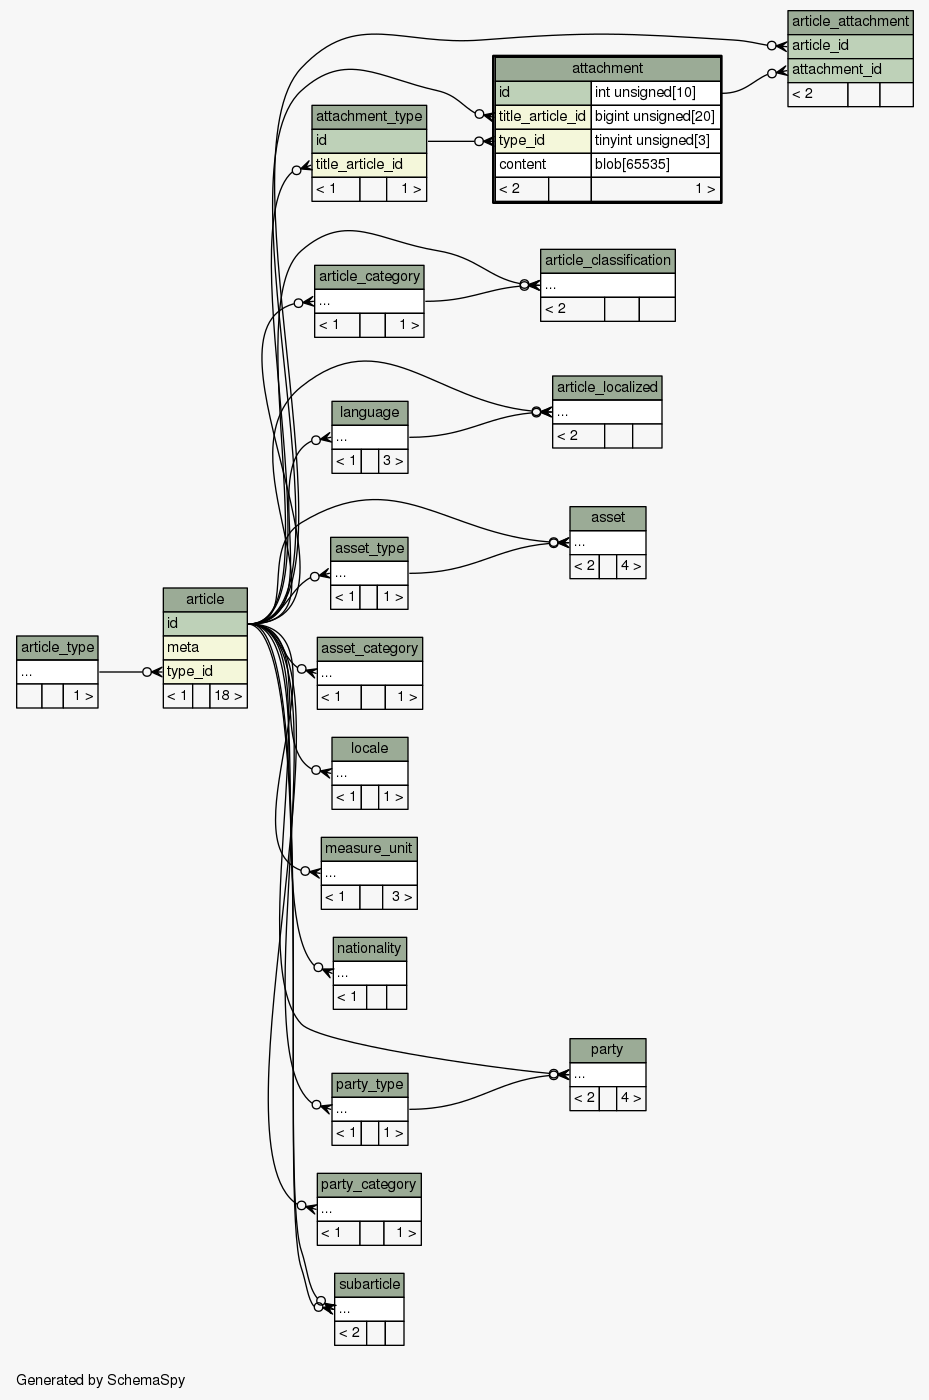 article_attachment
article_id
attachment_id
< 2
attachment
id int unsigned[10]
title_article_id bigint unsigned[20]
type_id tinyint unsigned[3]
content blob[65535]
< 2 1 >
attachment_type
id
title_article_id
< 1 1 >
article_classification
...
< 2
article_category
...
< 1 1 >
article_localized
...
< 2
language
...
< 1 3 >
asset
...
< 2 4 >
asset_type
...
< 1 1 >
article
id
meta
type_id
< 1 18 >
article_type
...
1 >
asset_category
...
< 1 1 >
locale
...
< 1 1 >
measure_unit
...
< 1 3 >
nationality
...
< 1
party
...
< 2 4 >
party_type
...
< 1 1 >
party_category
...
< 1 1 >
subarticle
...
< 2
Generated by SchemaSpy